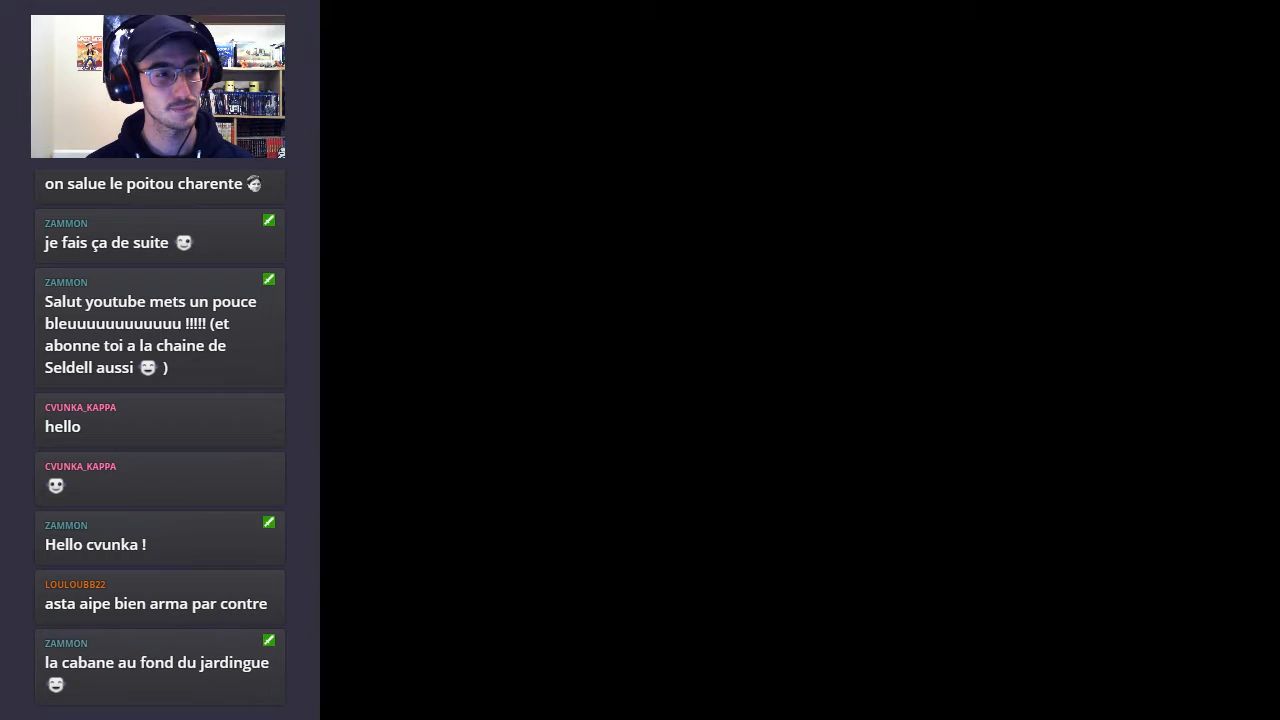 on salue le poitou charente
ZAMMON
je fais ça de suite
ZAMMON
Salut youtube mets un pouce
bleuuuuuuuuuuuu !!!!! (et
abonne toi a la chaine de
Seldell aussi )
CVUNKA_KAPPA
hello
CVUNKA_KAPPA
ZAMMON
Hello cvunka !
LOULOUBB22
asta aipe bien arma par contre
ZAMMON
la cabane au fond du jardingue